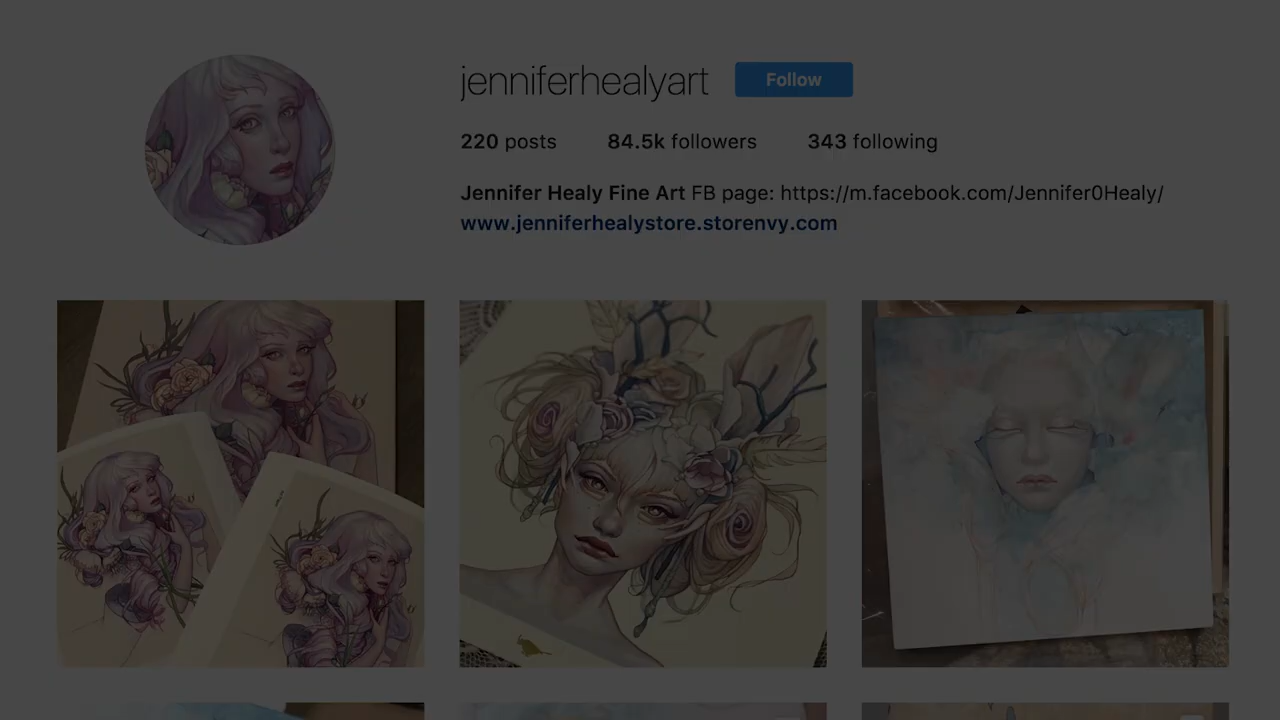 jenniferhealyart Follow
220 posts 84.5k followers 343 following
Jennifer Healy Fine Art FB page: https://m.facebook.com/Jennifer0Healy/
www.jenniferhealystore.storenvy.com